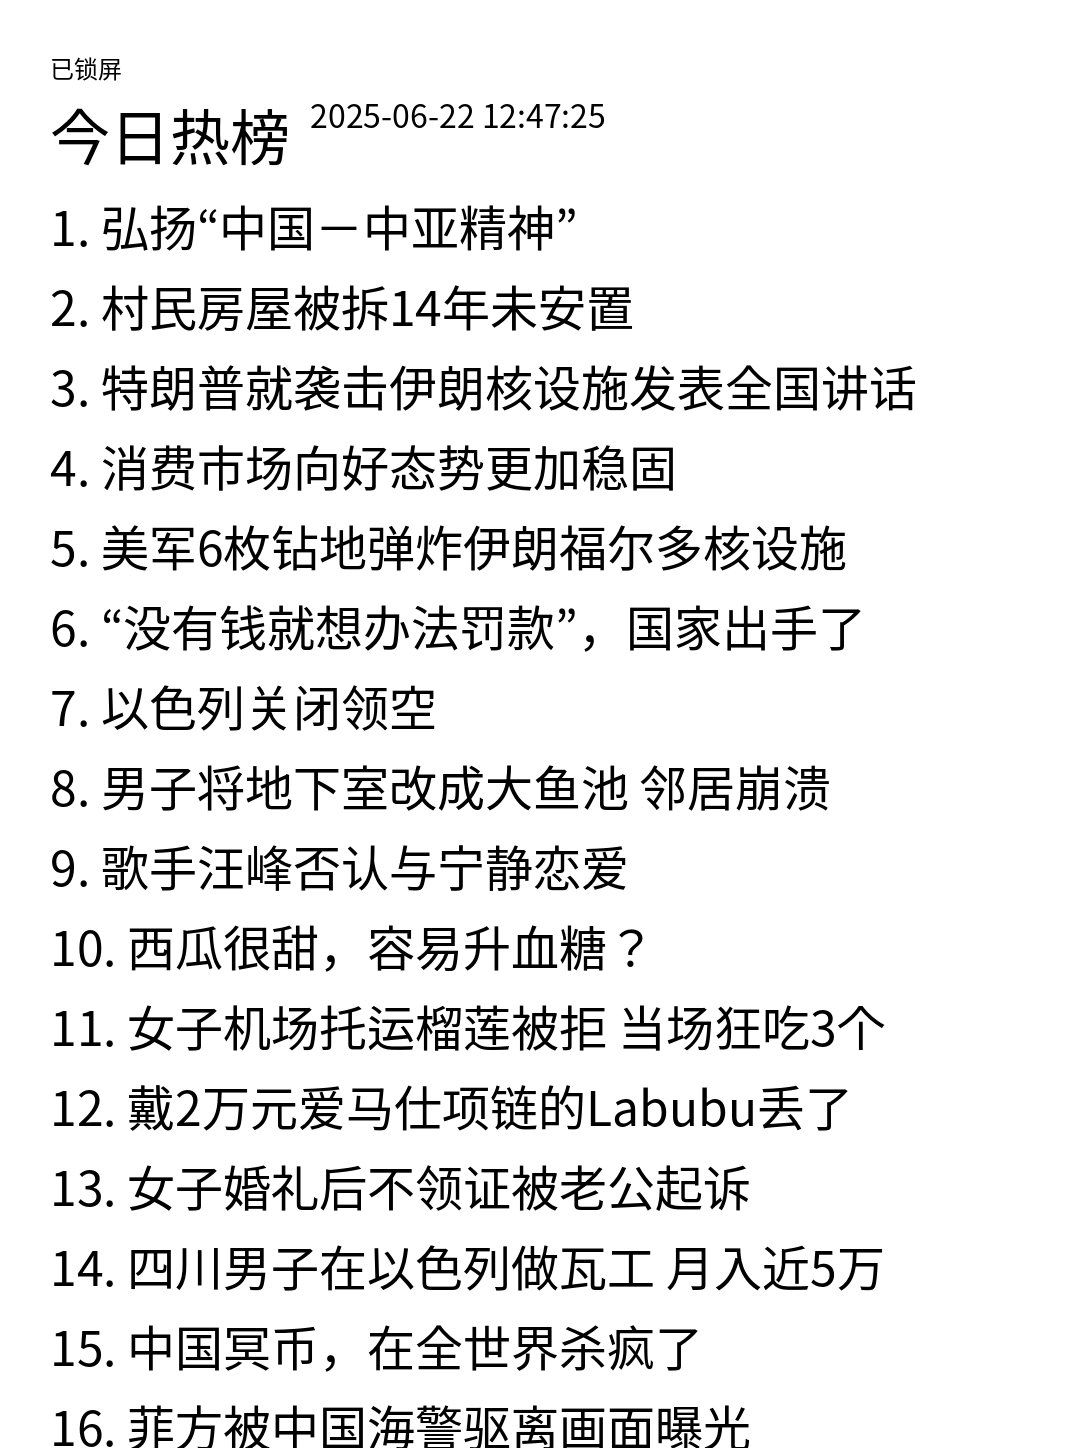 已锁屏
今日热榜 2025-06-22 12:47:25
1. 弘扬“中国－中亚精神”
2. 村民房屋被拆14年未安置
3. 特朗普就袭击伊朗核设施发表全国讲话
4. 消费市场向好态势更加稳固
5. 美军6枚钻地弹炸伊朗福尔多核设施
6. “没有钱就想办法罚款”，国家出手了
7. 以色列关闭领空
8. 男子将地下室改成大鱼池 邻居崩溃
9. 歌手汪峰否认与宁静恋爱
10. 西瓜很甜，容易升血糖？
11. 女子机场托运榴莲被拒 当场狂吃3个
12. 戴2万元爱马仕项链的Labubu丢了
13. 女子婚礼后不领证被老公起诉
14. 四川男子在以色列做瓦工 月入近5万
15. 中国冥币，在全世界杀疯了
16. 菲方被中国海警驱离画面曝光